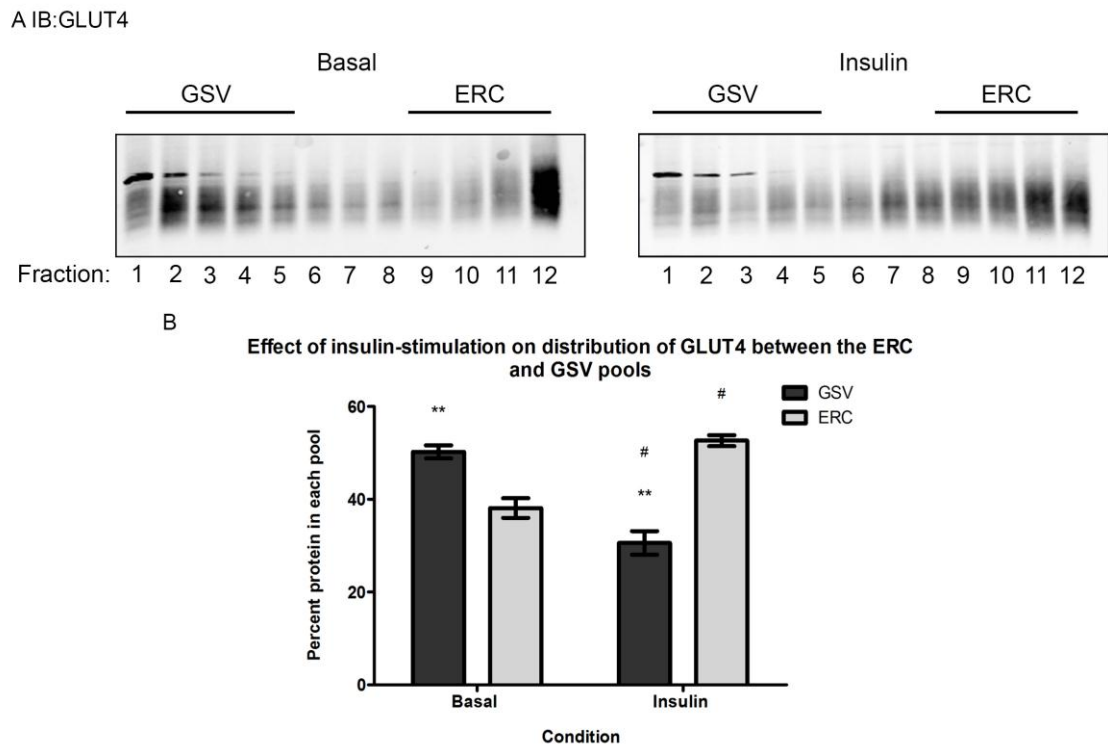 A IB:GLUT4
Basal
Insulin
GSV
ERC
GSV
ERC
Fraction: 1 2 3 4 5 6 7 8 9 10 11 12
1 2 3 4 5 6 7 8 9 10 11 12
B
Effect of insulin-stimulation on distribution of GLUT4 between the ERC
and GSV pools
GSV
ERC
**
#
#
**
60
40
20
0
Percent protein in each pool
Basal
Insulin
Condition